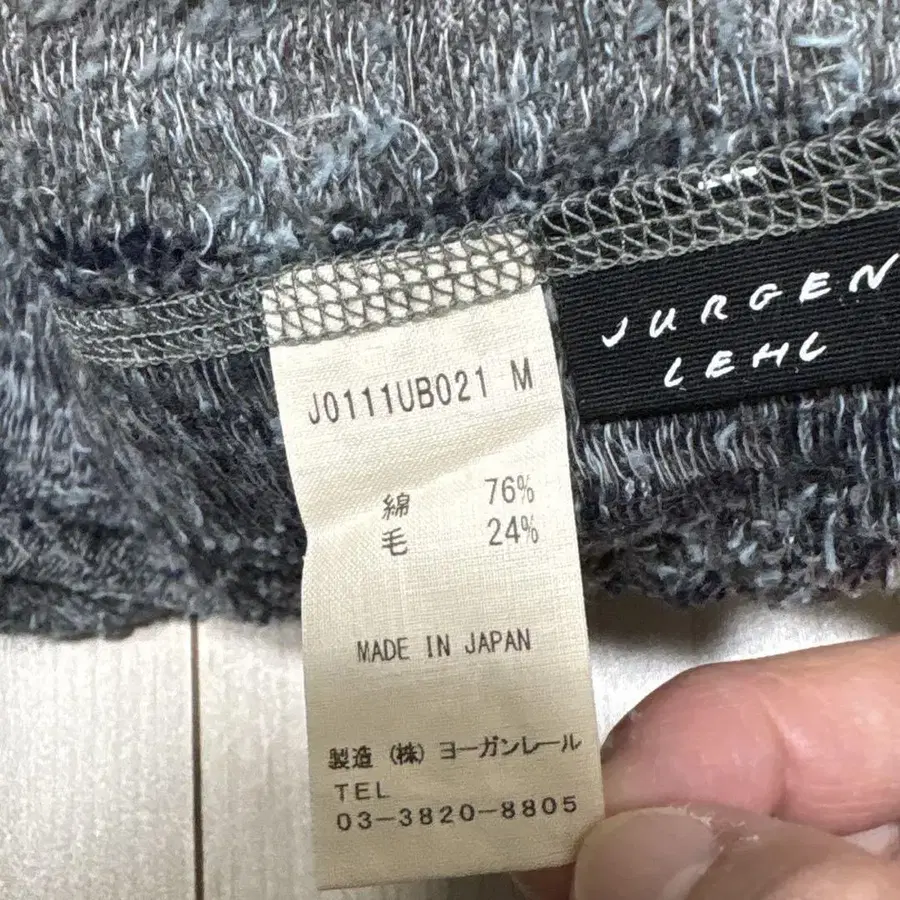 JURGEN
LEHL
J0111UB021 M
綿 76%
毛 24%
MADE IN JAPAN
製造 (株) ヨーガンレール
TEL
03-3820-8805